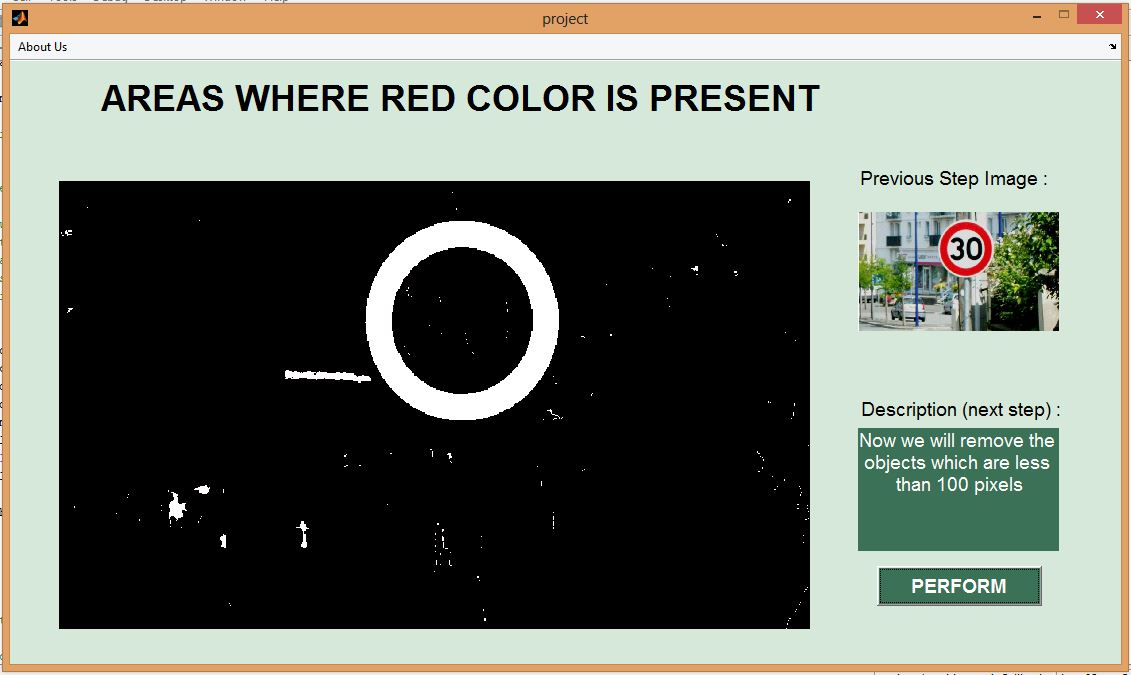 project
About Us
AREAS WHERE RED COLOR IS PRESENT
Previous Step Image :
30
Description (next step) :
Now we will remove the
objects which are less
than 100 pixels
PERFORM